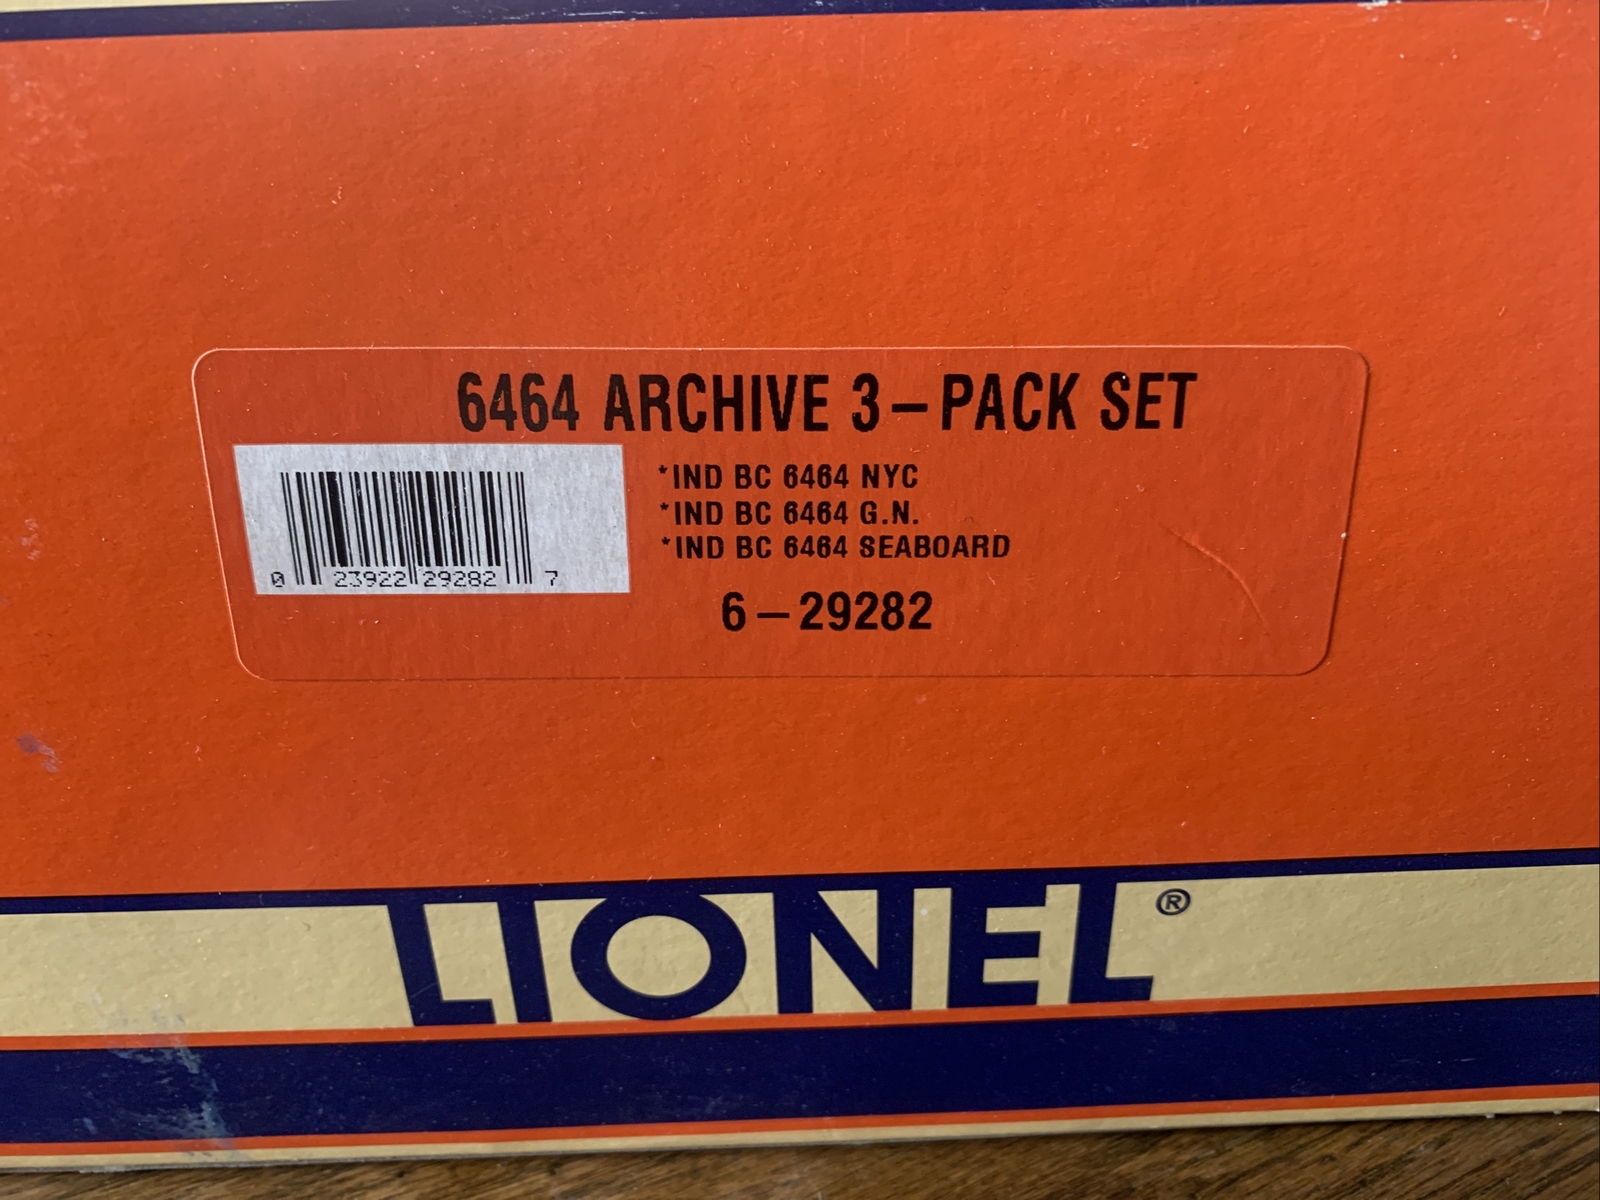 6464 ARCHIVE 3-PACK SET
*IND BC 6464 NYC
*IND BC 6464 G.N.
*IND BC 6464 SEABOARD
0 23922 29282 7
6-29282
LIONEL®